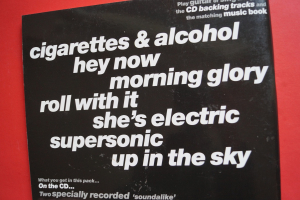 Play guitar
the CD backing tracks and
the matching music book
cigarettes & alcohol
hey now
morning glory
roll with it
she's electric
supersonic
up in the sky
What you get in this pack...
On the CD...
Two specially recorded 'soundalike'